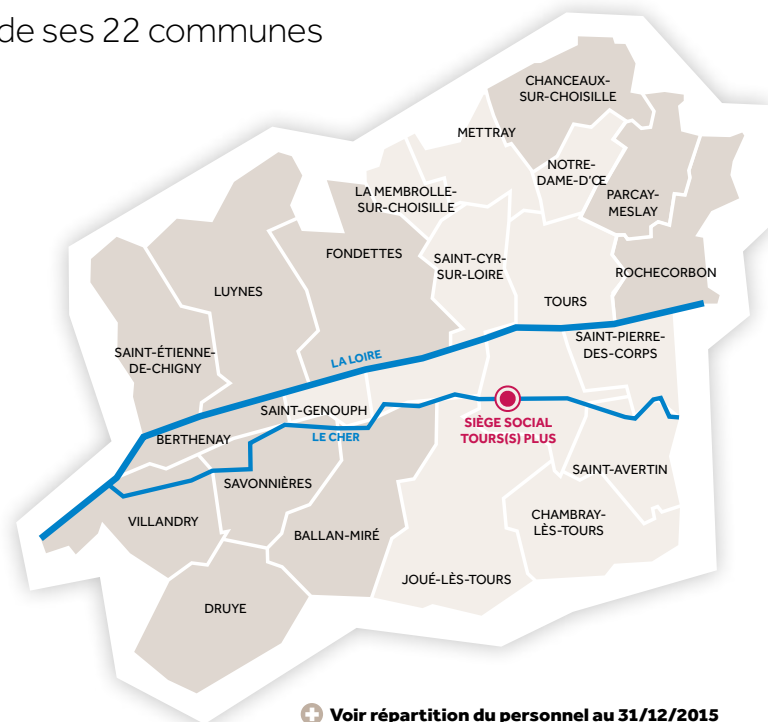 de ses 22 communes
CHANCEAUX-
SUR-CHOISILLE
METTRAY
NOTRE-
DAME-D'Œ
PARCAY-
MESLAY
LA MEMBROLLE-
SUR-CHOISILLE
FONDETTES
SAINT-CYR-
SUR-LOIRE
ROCHECORBON
LUYNES
TOURS
SAINT-PIERRE-
DES-CORPS
SAINT-ÉTIENNE-
DE-CHIGNY
LA LOIRE
SAINT-GENOUPH
SIÈGE SOCIAL
TOURS(S) PLUS
BERTHENAY
LE CHER
SAINT-AVERTIN
SAVONNIÈRES
VILLANDRY
BALLAN-MIRÉ
CHAMBRAY-
LÈS-TOURS
JOUÉ-LÈS-TOURS
DRUYE
Voir répartition du personnel au 31/12/2015